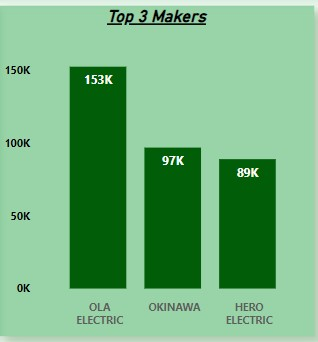 Top 3 Makers
150K
153K
100K
97K
89K
50K
0K
OLA ELECTRIC
OKINAWA
HERO ELECTRIC